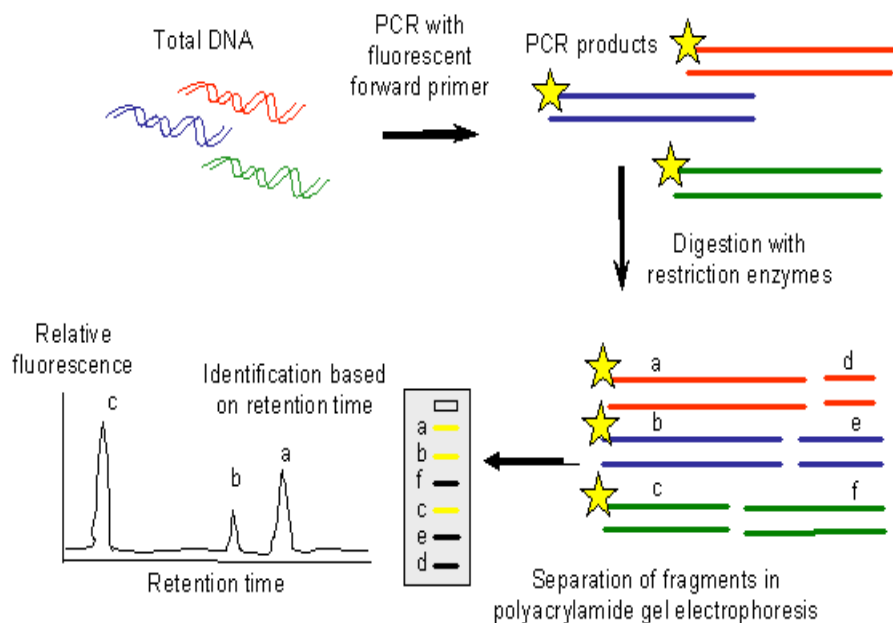 Total DNA
PCR with
fluorescent
forward primer
PCR products
Digestion with
restriction enzymes
Relative
fluorescence
Identification based
on retention time
c
b
a
Retention time
a
b
f
c
e
d
a
d
b
e
c
f
Separation of fragments in
polyacrylamide gel electrophoresis